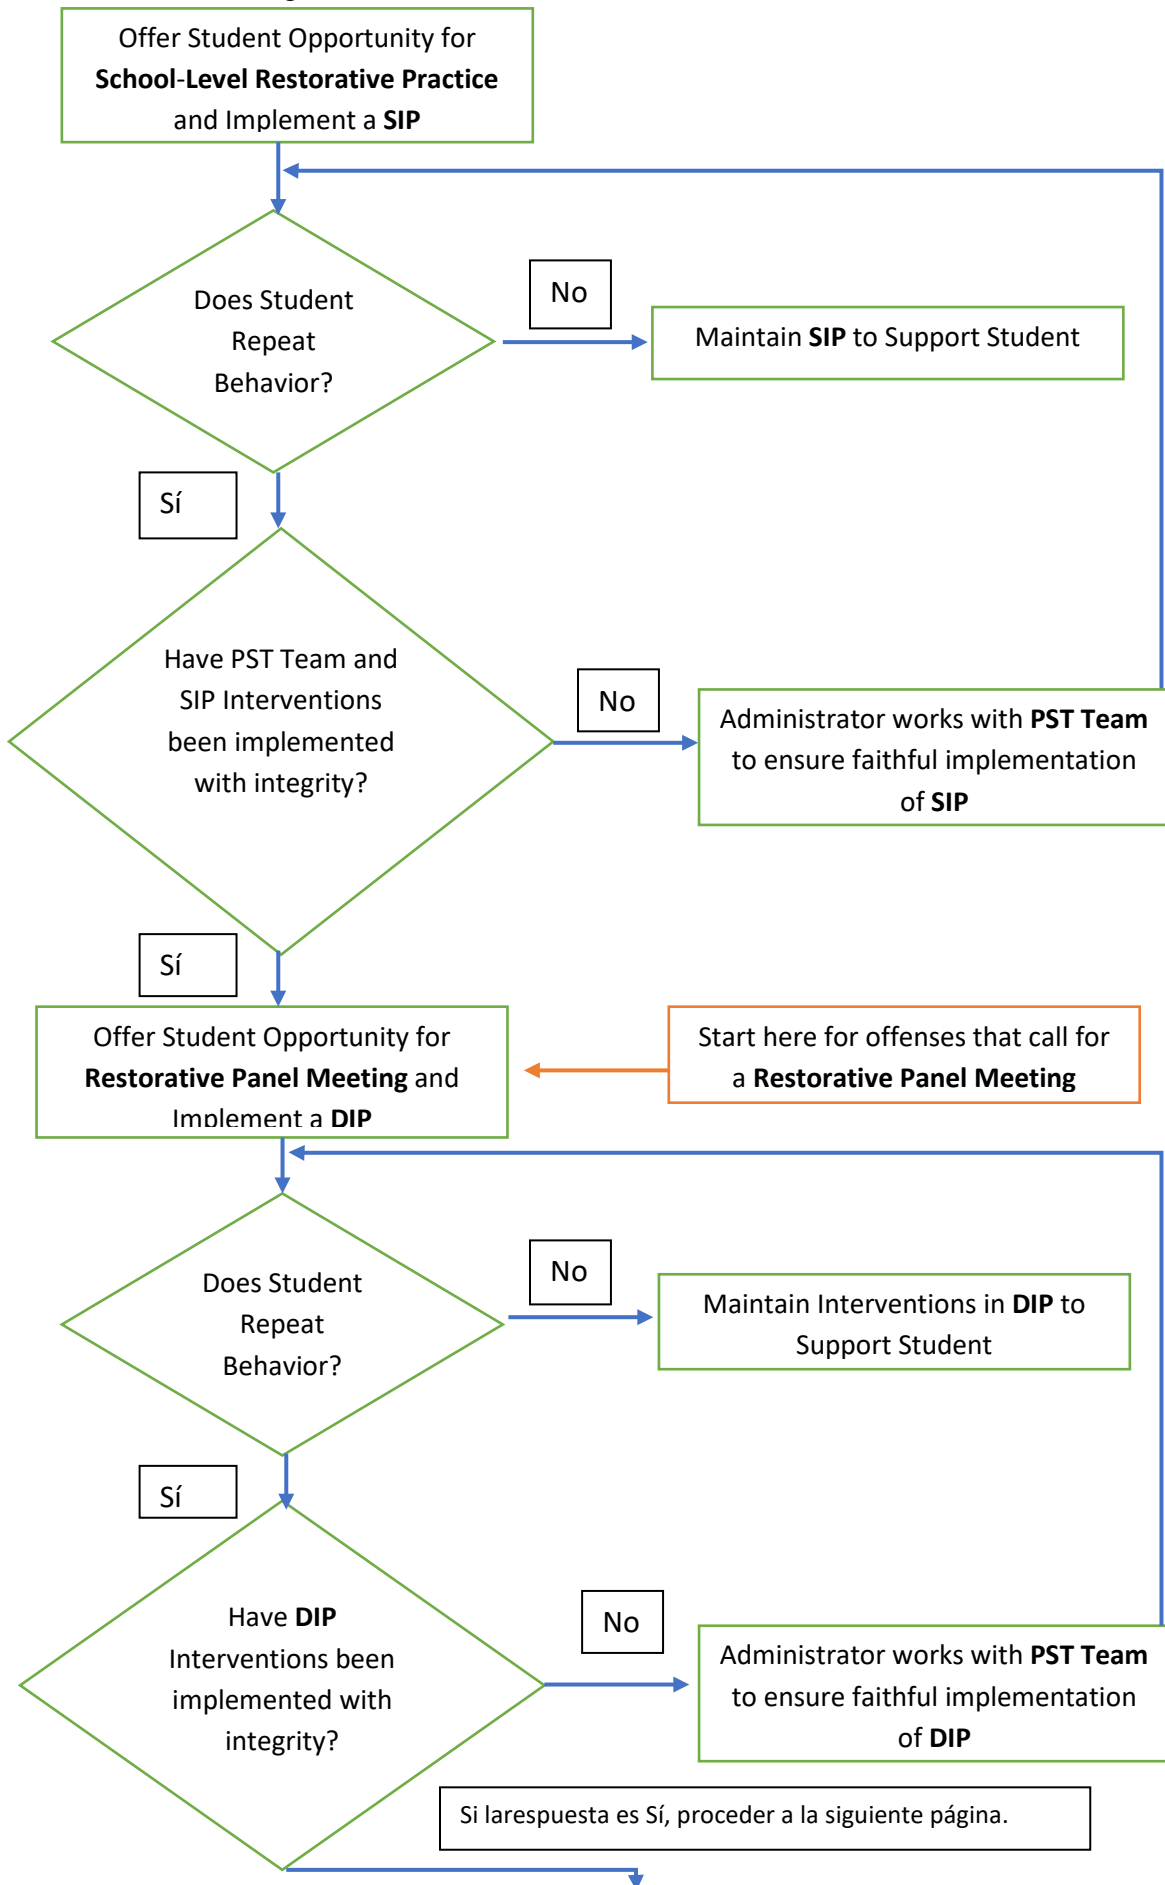 Offer Student Opportunity for
School-Level Restorative Practice
and Implement a SIP
Does Student
Repeat
Behavior?
No
Maintain SIP to Support Student
Sí
Have PST Team and
SIP Interventions
been implemented
with integrity?
No
Administrator works with PST Team
to ensure faithful implementation
of SIP
Sí
Offer Student Opportunity for
Restorative Panel Meeting and
Implement a DIP
Start here for offenses that call for
a Restorative Panel Meeting
Does Student
Repeat
Behavior?
No
Maintain Interventions in DIP to
Support Student
Sí
Have DIP
Interventions been
implemented with
integrity?
No
Administrator works with PST Team
to ensure faithful implementation
of DIP
Si larespuesta es Sí, proceder a la siguiente página.